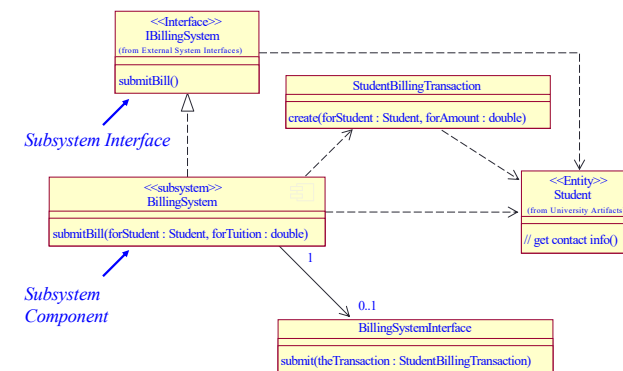 <<Interface>>
IBillingSystem
(from External System Interfaces)
submitBill()
Subsystem Interface
StudentBillingTransaction
create(forStudent : Student, forAmount : double)
<<subsystem>>
BillingSystem
submitBill(forStudent : Student, forTuition : double)
<<Entity>>
Student
(from University Artifacts
// get contact info()
Subsystem
Component
1
0..1
BillingSystemInterface
submit(theTransaction : StudentBillingTransaction)